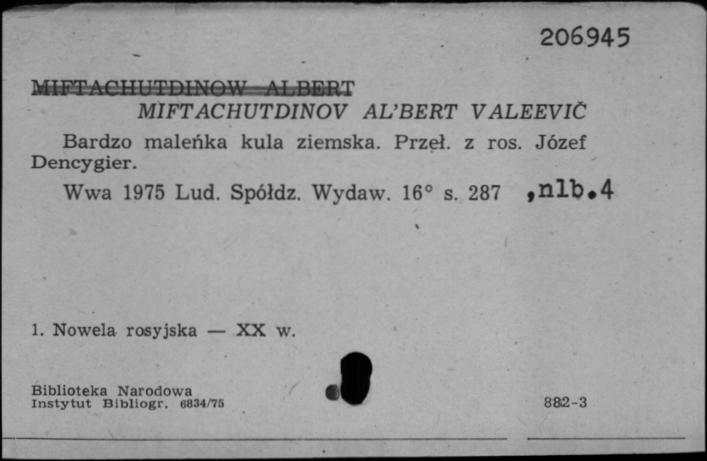 206945
MIFTACHUTDINOW ALBERT
MIFTACHUTDINOV AL’BERT VALEEVIČ
Bardzo maleńka kula ziemska. Przeł. z ros. Józef
Dencygier.
Wwa 1975 Lud. Spółdz. Wydaw. 16° s. 287 ,nlb.4
1. Nowela rosyjska — XX w.
Biblioteka Narodowa
Instytut Bibliogr. 6834/75
882-3